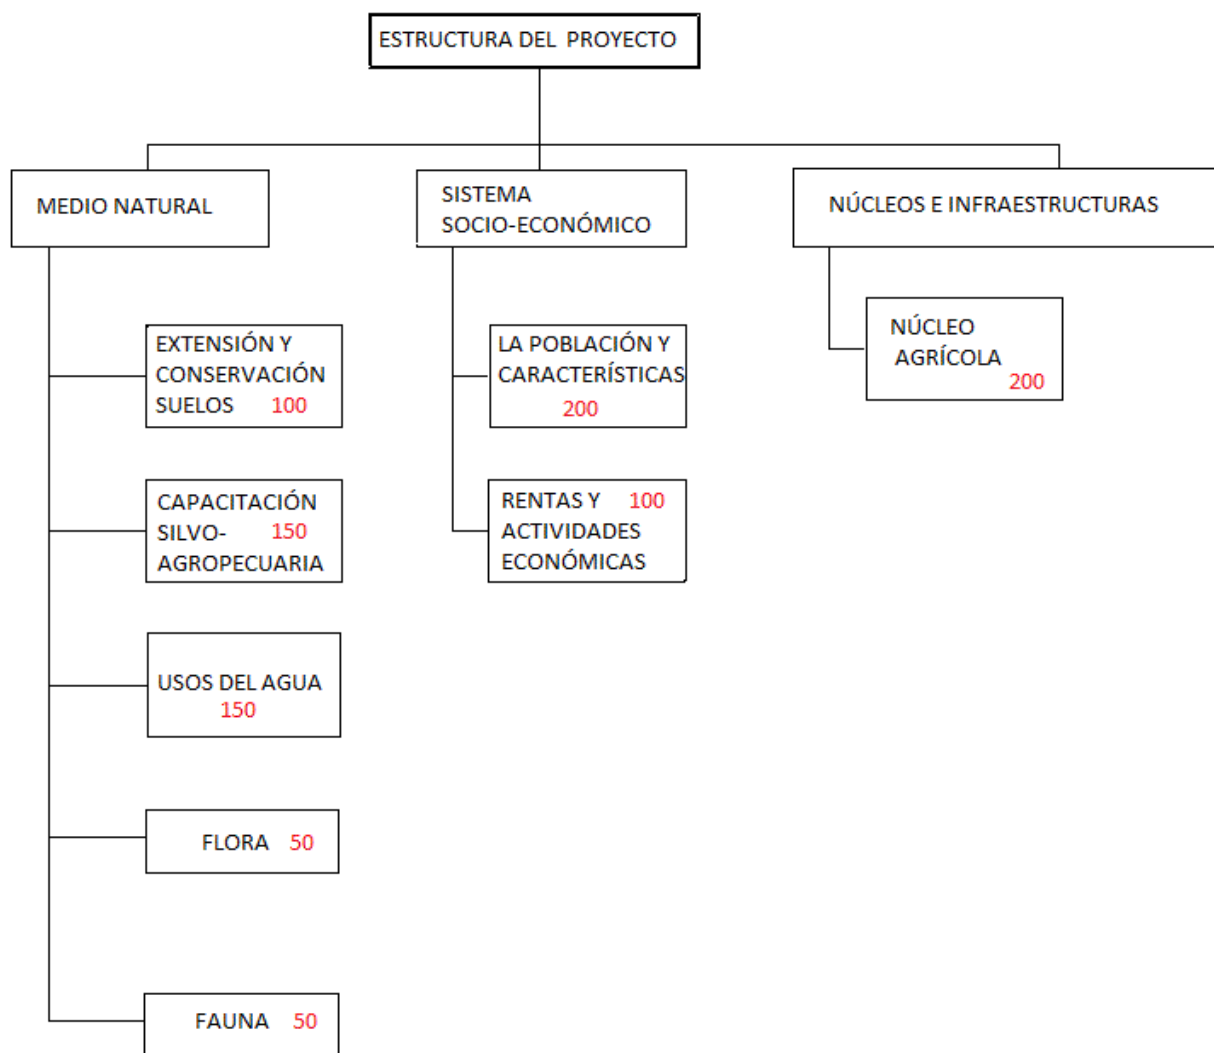 ESTRUCTURA DEL PROYECTO
MEDIO NATURAL
SISTEMA
SOCIO-ECONÓMICO
NÚCLEOS E INFRAESTRUCTURAS
EXTENSIÓN Y
CONSERVACIÓN
SUELOS 100
CAPACITACIÓN
SILVO- 150
AGROPECUARIA
USOS DEL AGUA
150
FLORA 50
FAUNA 50
LA POBLACIÓN Y
CARACTERÍSTÍCAS
200
RENTAS Y 100
ACTIVIDADES
ECONÓMICAS
NÚCLEO
AGRÍCOLA
200